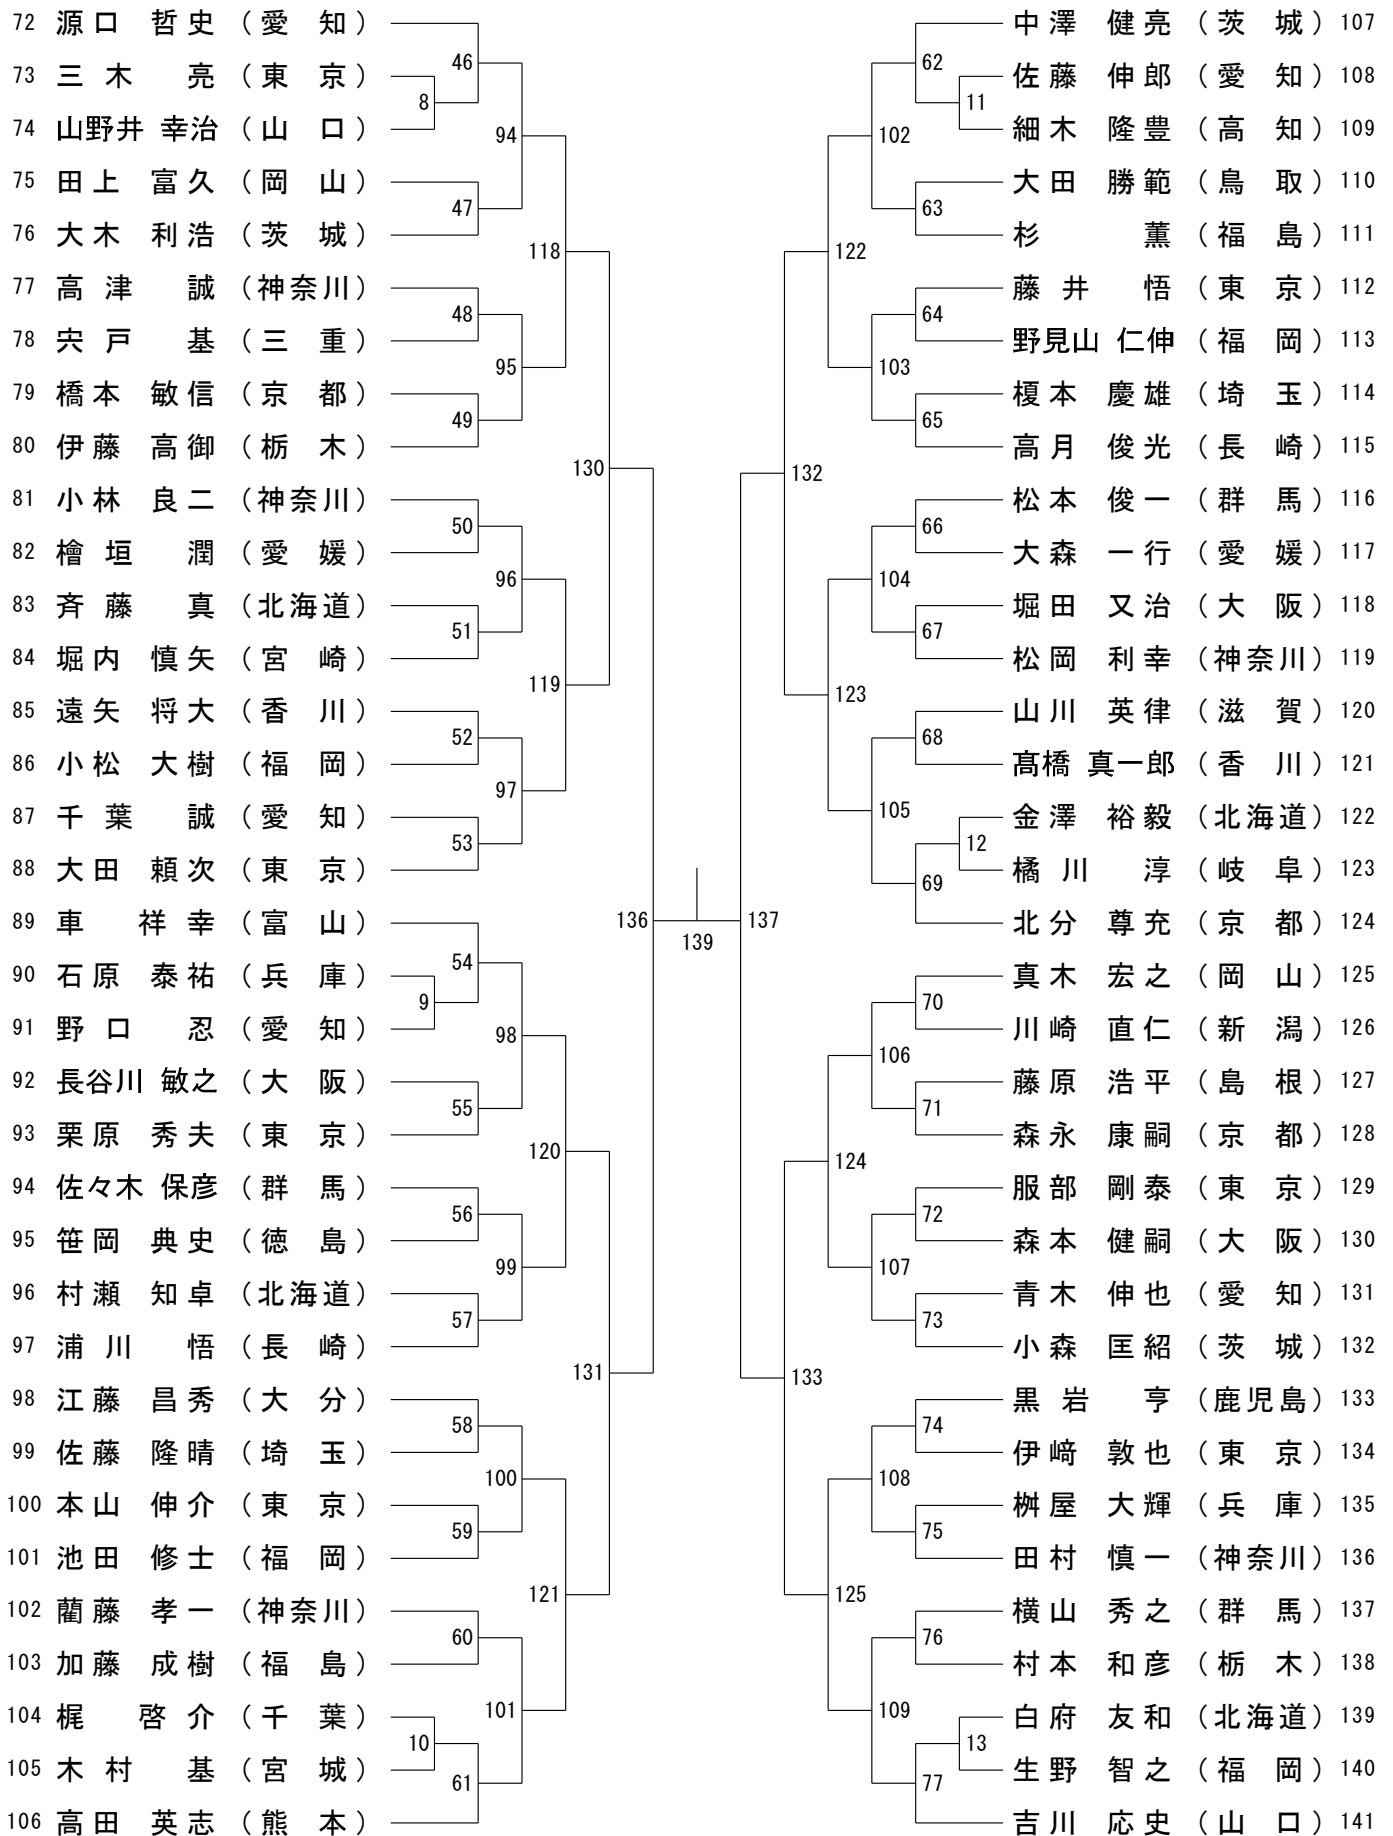 72 源口 哲史 (愛 知)
73 三木 亮 (東 京)
74 山野井 幸治 (山 口)
75 田上 富久 (岡 山)
76 大木 利浩 (茨 城)
77 高津 誠 (神奈川)
78 宍戸 基 (三 重)
79 橋本 敏信 (京 都)
80 伊藤 高御 (栃 木)
81 小林 良二 (神奈川)
82 檜垣 潤 (愛 媛)
83 斉藤 真 (北海道)
84 堀内 慎矢 (宮 崎)
85 遠矢 将大 (香 川)
86 小松 大樹 (福 岡)
87 千葉 誠 (愛 知)
88 大田 頼次 (東 京)
89 車 祥幸 (富 山)
90 石原 泰祐 (兵 庫)
91 野口 忍 (愛 知)
92 長谷川 敏之 (大 阪)
93 栗原 秀夫 (東 京)
94 佐々木 保彦 (群 馬)
95 笹岡 典史 (徳 島)
96 村瀬 知卓 (北海道)
97 浦川 悟 (長 崎)
98 江藤 昌秀 (大 分)
99 佐藤 隆晴 (埼 玉)
100 本山 伸介 (東 京)
101 池田 修士 (福 岡)
102 藺藤 孝一 (神奈川)
103 加藤 成樹 (福 島)
104 梶 啓介 (千 葉)
105 木村 基 (宮 城)
106 高田 英志 (熊 本)
8
9
10
46
47
48
49
50
51
52
53
54
55
56
57
58
59
60
61
94
95
96
97
98
99
100
101
118
119
120
121
130
131
136
139
137
132
133
122
123
124
125
102
103
104
105
106
107
108
109
62
63
64
65
66
67
68
69
70
71
72
73
74
75
76
77
11
12
13
中澤 健亮 (茨 城) 107
佐藤 伸郎 (愛 知) 108
細木 隆豊 (高 知) 109
大田 勝範 (鳥 取) 110
杉 薫 (福 島) 111
藤井 悟 (東 京) 112
野見山 仁伸 (福 岡) 113
榎本 慶雄 (埼 玉) 114
高月 俊光 (長 崎) 115
松本 俊一 (群 馬) 116
大森 一行 (愛 媛) 117
堀田 又治 (大 阪) 118
松岡 利幸 (神奈川) 119
山川 英律 (滋 賀) 120
髙橋 真一郎 (香 川) 121
金澤 裕毅 (北海道) 122
橘川 淳 (岐 阜) 123
北分 尊充 (京 都) 124
真木 宏之 (岡 山) 125
川崎 直仁 (新 潟) 126
藤原 浩平 (島 根) 127
森永 康嗣 (京 都) 128
服部 剛泰 (東 京) 129
森本 健嗣 (大 阪) 130
青木 伸也 (愛 知) 131
小森 匡紹 (茨 城) 132
黒岩 亨 (鹿児島) 133
伊﨑 敦也 (東 京) 134
桝屋 大輝 (兵 庫) 135
田村 慎一 (神奈川) 136
横山 秀之 (群 馬) 137
村本 和彦 (栃 木) 138
白府 友和 (北海道) 139
生野 智之 (福 岡) 140
吉川 応史 (山 口) 141